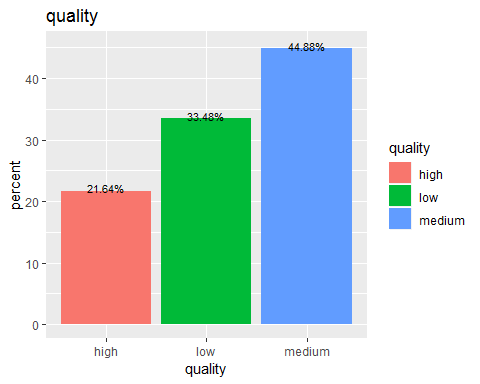 quality
44.88%
33.48%
21.64%
40
30
20
10
0
percent
high low medium
quality
quality
high
low
medium